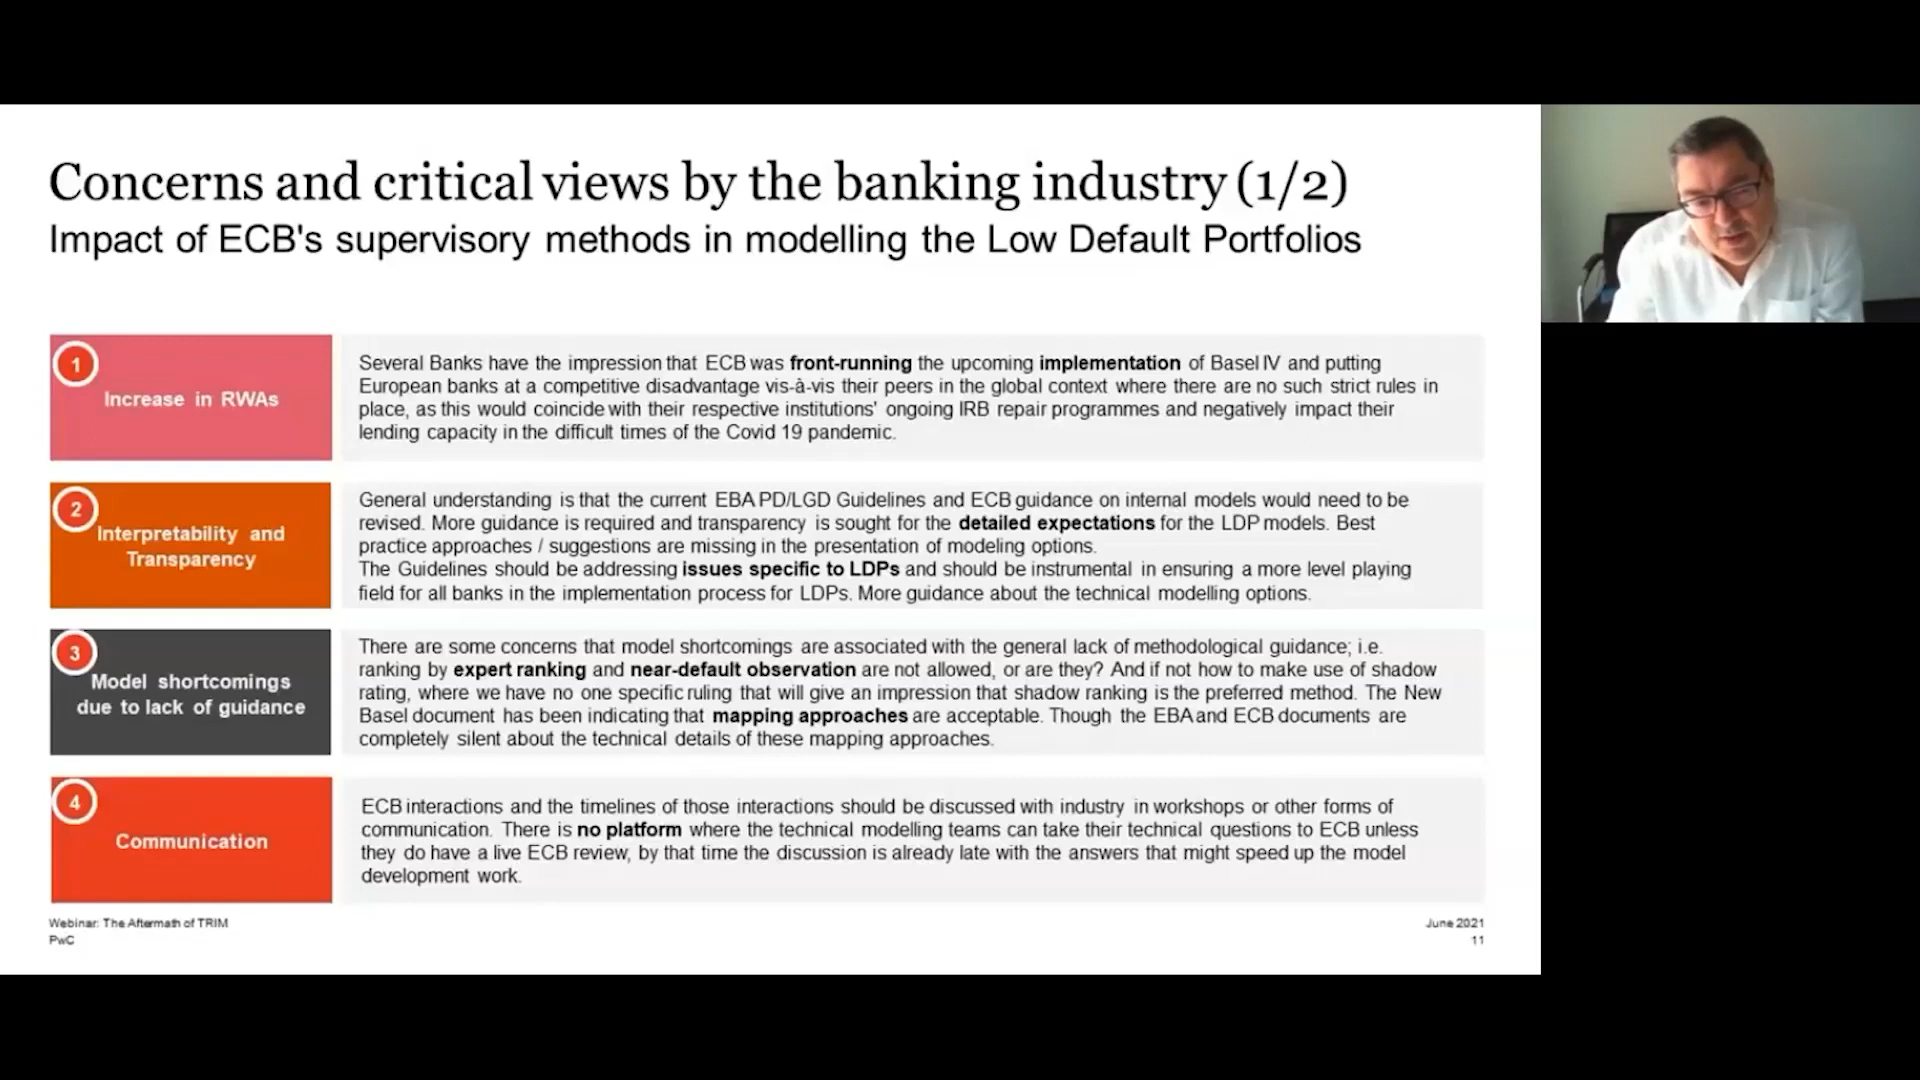 Concerns and critical views by the banking industry (1/2)
Impact of ECB's supervisory methods in modelling the Low Default Portfolios
1
Increase in RWAs
Several Banks have the impression that ECB was front-running the upcoming implementation of Basel IV and putting
European banks at a competitive disadvantage vis-à-vis their peers in the global context where there are no such strict rules in
place, as this would coincide with their respective institutions' ongoing IRB repair programmes and negatively impact their
lending capacity in the difficult times of the Covid 19 pandemic.
2
Interpretability and
Transparency
General understanding is that the current EBA PD/LGD Guidelines and ECB guidance on internal models would need to be
revised. More guidance is required and transparency is sought for the detailed expectations for the LDP models. Best
practice approaches / suggestions are missing in the presentation of modeling options.
The Guidelines should be addressing issues specific to LDPs and should be instrumental in ensuring a more level playing
field for all banks in the implementation process for LDPs. More guidance about the technical modelling options.
3
Model shortcomings
due to lack of guidance
There are some concerns that model shortcomings are associated with the general lack of methodological guidance; i.e.
ranking by expert ranking and near-default observation are not allowed, or are they? And if not how to make use of shadow
rating, where we have no one specific ruling that will give an impression that shadow ranking is the preferred method. The New
Basel document has been indicating that mapping approaches are acceptable. Though the EBA and ECB documents are
completely silent about the technical details of these mapping approaches.
4
Communication
ECB interactions and the timelines of those interactions should be discussed with industry in workshops or other forms of
communication. There is no platform where the technical modelling teams can take their technical questions to ECB unless
they do have a live ECB review, by that time the discussion is already late with the answers that might speed up the model
development work.
Webinar: The Aftermath of TRIM
PwC
June 2021
11